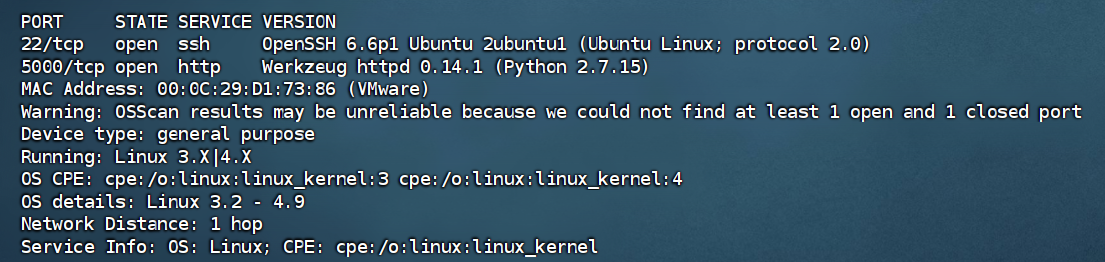 PORT     STATE SERVICE VERSION
22/tcp   open  ssh     OpenSSH 6.6p1 Ubuntu 2ubuntu1 (Ubuntu Linux; protocol 2.0)
5000/tcp open  http    Werkzeug httpd 0.14.1 (Python 2.7.15)
MAC Address: 00:0C:29:D1:73:86 (VMware)
Warning: OSScan results may be unreliable because we could not find at least 1 open and 1 closed port
Device type: general purpose
Running: Linux 3.X|4.X
OS CPE: cpe:/o:linux:linux_kernel:3 cpe:/o:linux:linux_kernel:4
OS details: Linux 3.2 - 4.9
Network Distance: 1 hop
Service Info: OS: Linux; CPE: cpe:/o:linux:linux_kernel